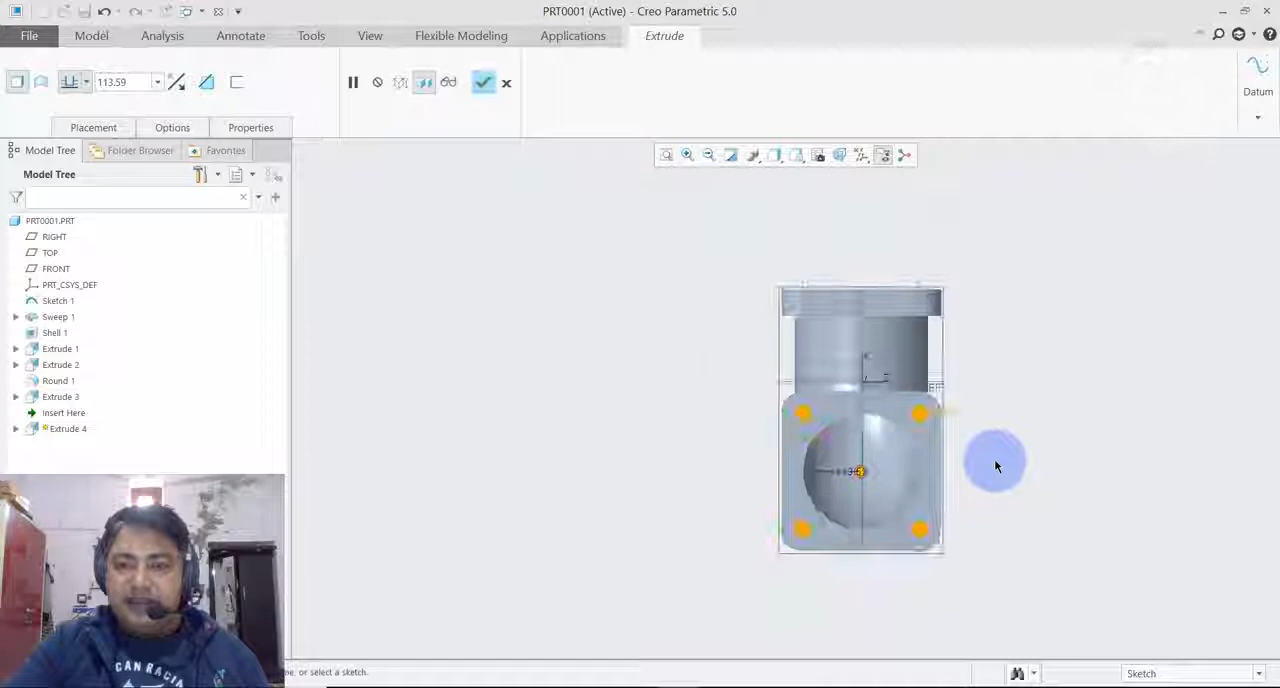 PRT0001 (Active) - Creo Parametric 5.0
File Model Analysis Annotate Tools View Flexible Modeling Applications Extrude
113.59
Datum
Placement Options Properties
Model Tree Folder Browser Favorites
Model Tree
PRT0001.PRT
RIGHT
TOP
FRONT
PRT_CSYS_DEF
Sketch 1
Sweep 1
Shell 1
Extrude 1
Extrude 2
Round 1
Extrude 3
Insert Here
Extrude 4
CAN RACIA
or select a sketch.
Sketch